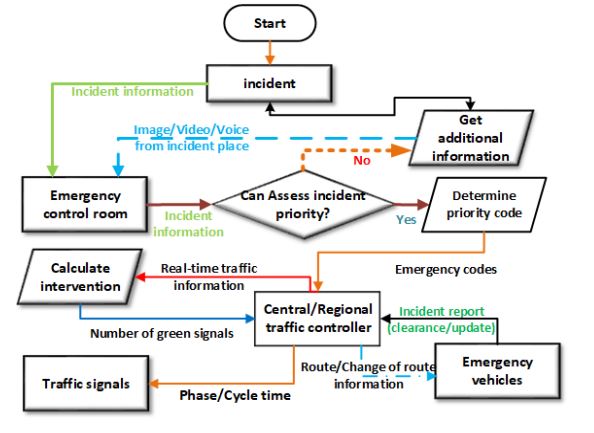 Start
incident
Incident information
Get
additional
information
Image/Video/Voice
from incident place
No
Emergency
control room
Incident
information
Can Assess incident
priority?
Yes
Determine
priority code
Emergency codes
Calculate
intervention
Real-time traffic
information
Central/Regional
traffic controller
Incident report
(clearance/update)
Number of green signals
Traffic signals
Phase/Cycle time
Route/Change of route
information
Emergency
vehicles